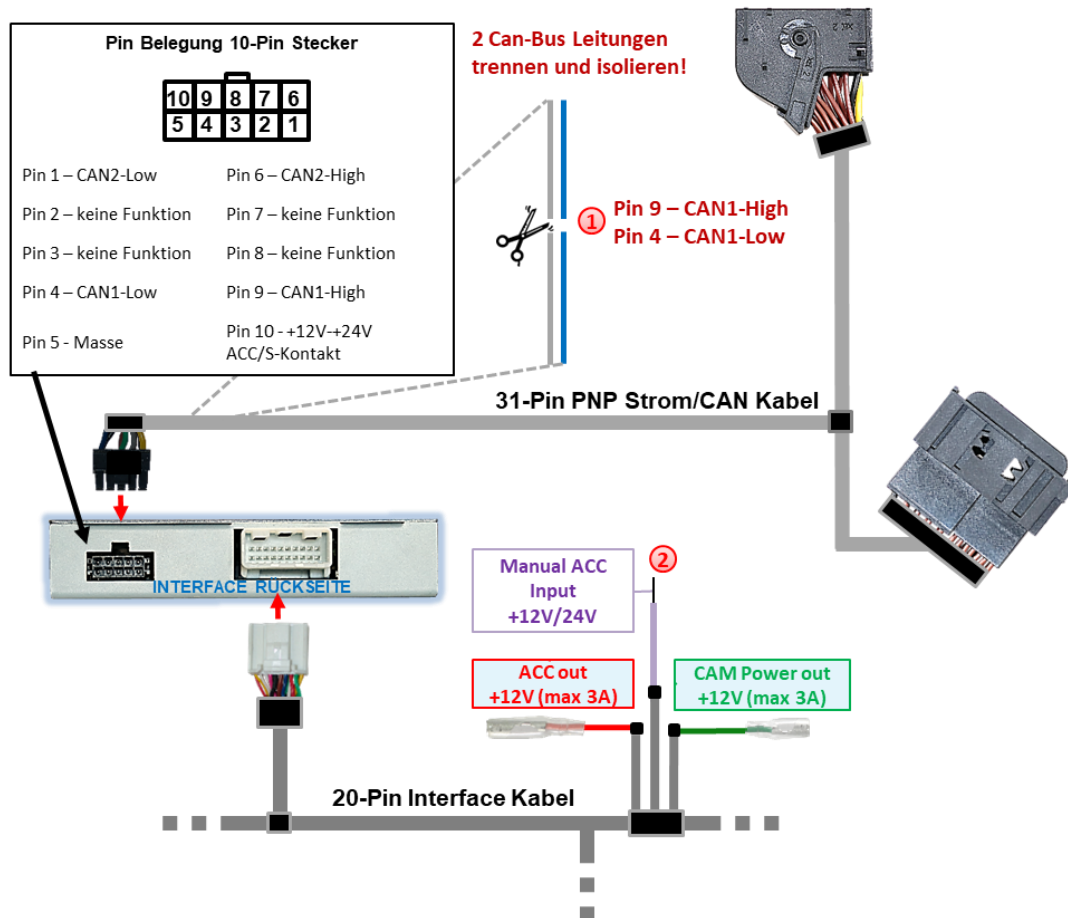 Pin Belegung 10-Pin Stecker
10 9 8 7 6
5 4 3 2 1
Pin 1 – CAN2-Low
Pin 6 – CAN2-High
Pin 2 – keine Funktion
Pin 7 – keine Funktion
Pin 3 – keine Funktion
Pin 8 – keine Funktion
Pin 4 – CAN1-Low
Pin 9 – CAN1-High
Pin 5 - Masse
Pin 10 - +12V-+24V
ACC/S-Kontakt
2 Can-Bus Leitungen
trennen und isolieren!
1
Pin 9 – CAN1-High
Pin 4 – CAN1-Low
31-Pin PNP Strom/CAN Kabel
INTERFACE RÜCKSEITE
2
Manual ACC
Input
+12V/24V
ACC out
+12V (max 3A)
CAM Power out
+12V (max 3A)
20-Pin Interface Kabel